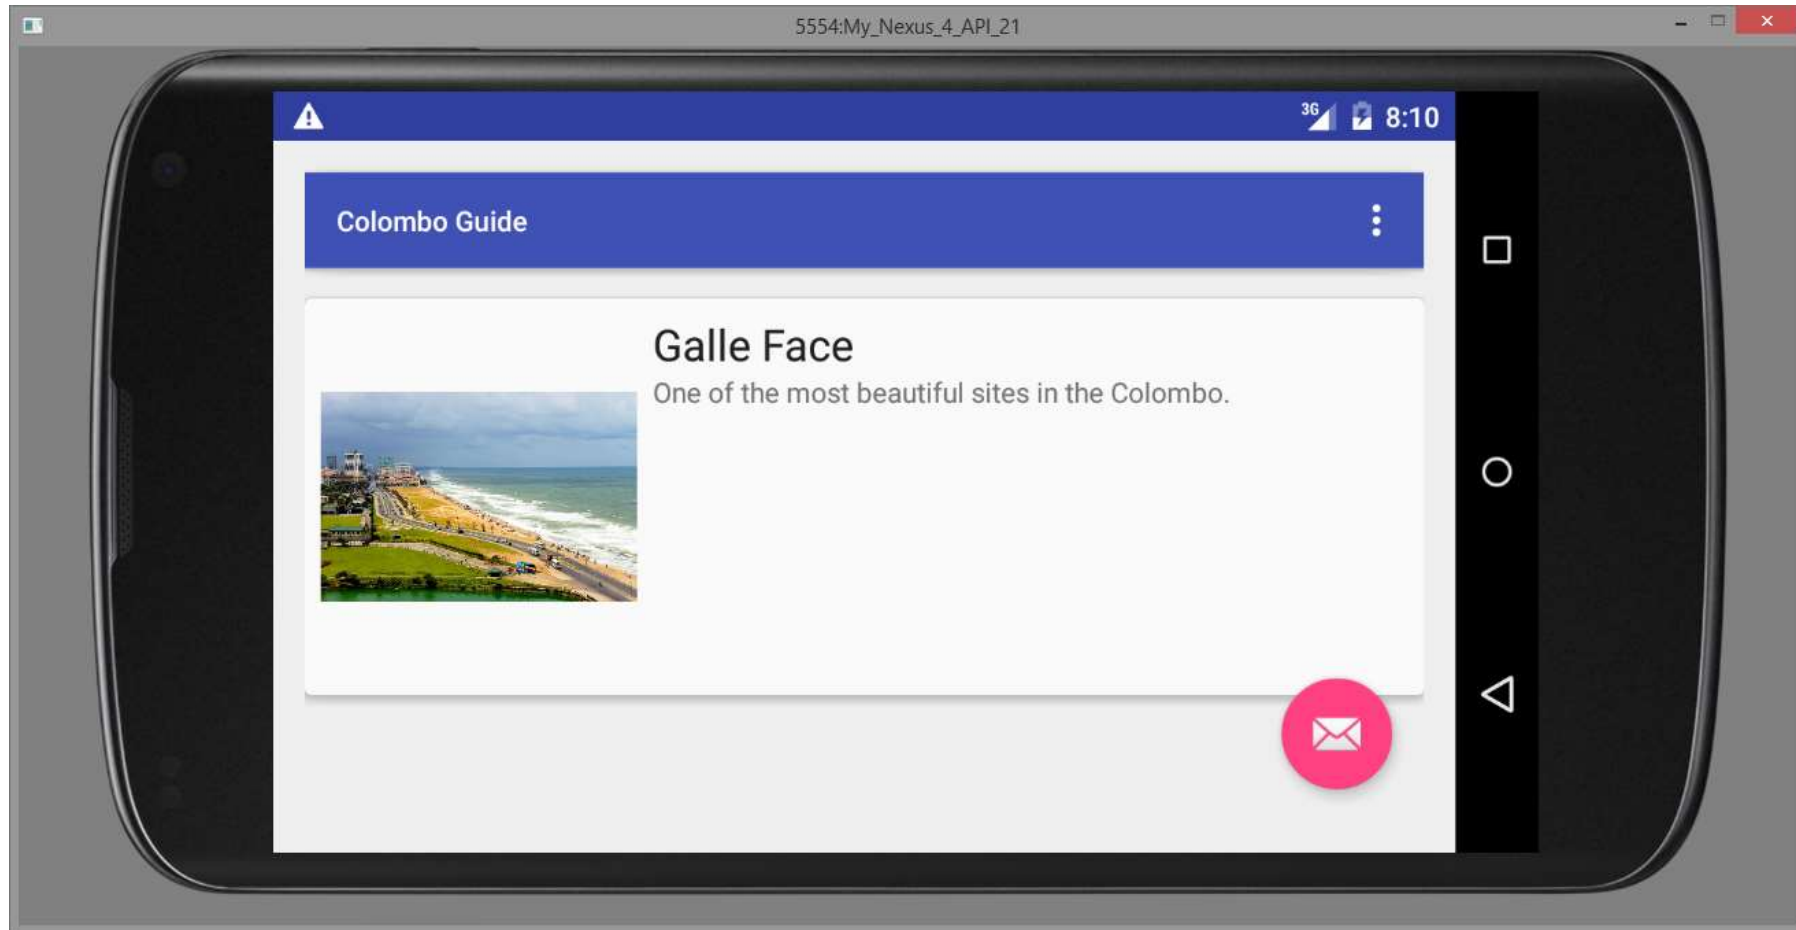 5554:My_Nexus_4_API_21
3G 8:10
Colombo Guide
Galle Face
One of the most beautiful sites in the Colombo.